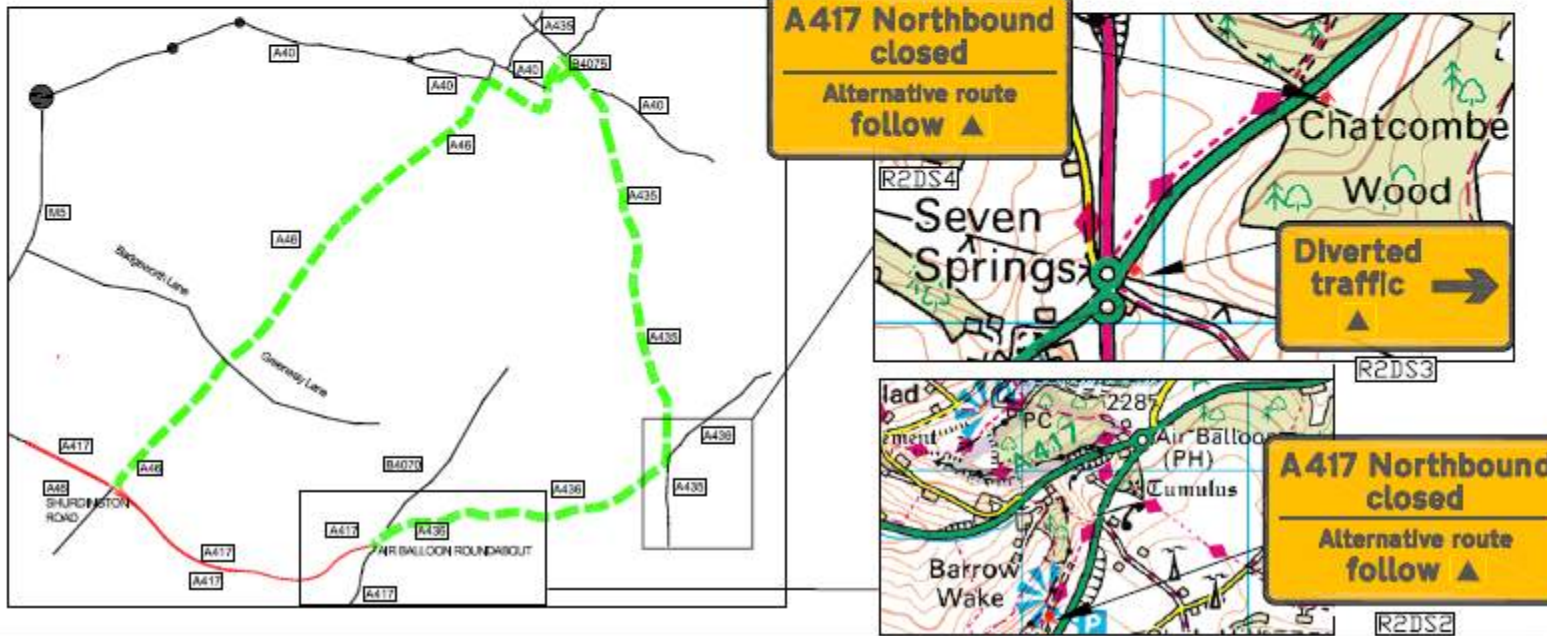 A435
A40
B4075
A40
A40
A40
A46
A435
M5
A46
Badgeworth Lane
A435
Greenway Lane
A417
A46
A46
SHURDINGTON
ROAD
B4070
A436
A435
A436
A417
A436
AIR BALLOON ROUNDABOUT
A417
A417
A417
A417 Northbound
closed
Alternative route
follow ▲
R2DS4
Chatcombe
Wood
Seven
Springs
Diverted
traffic →
▲
R2DS3
lad
PC
2285
ement
A417
Air Balloon
(PH)
Tumulus
Barrow
Wake
P
A417 Northbound
closed
Alternative route
follow ▲
R2DS2